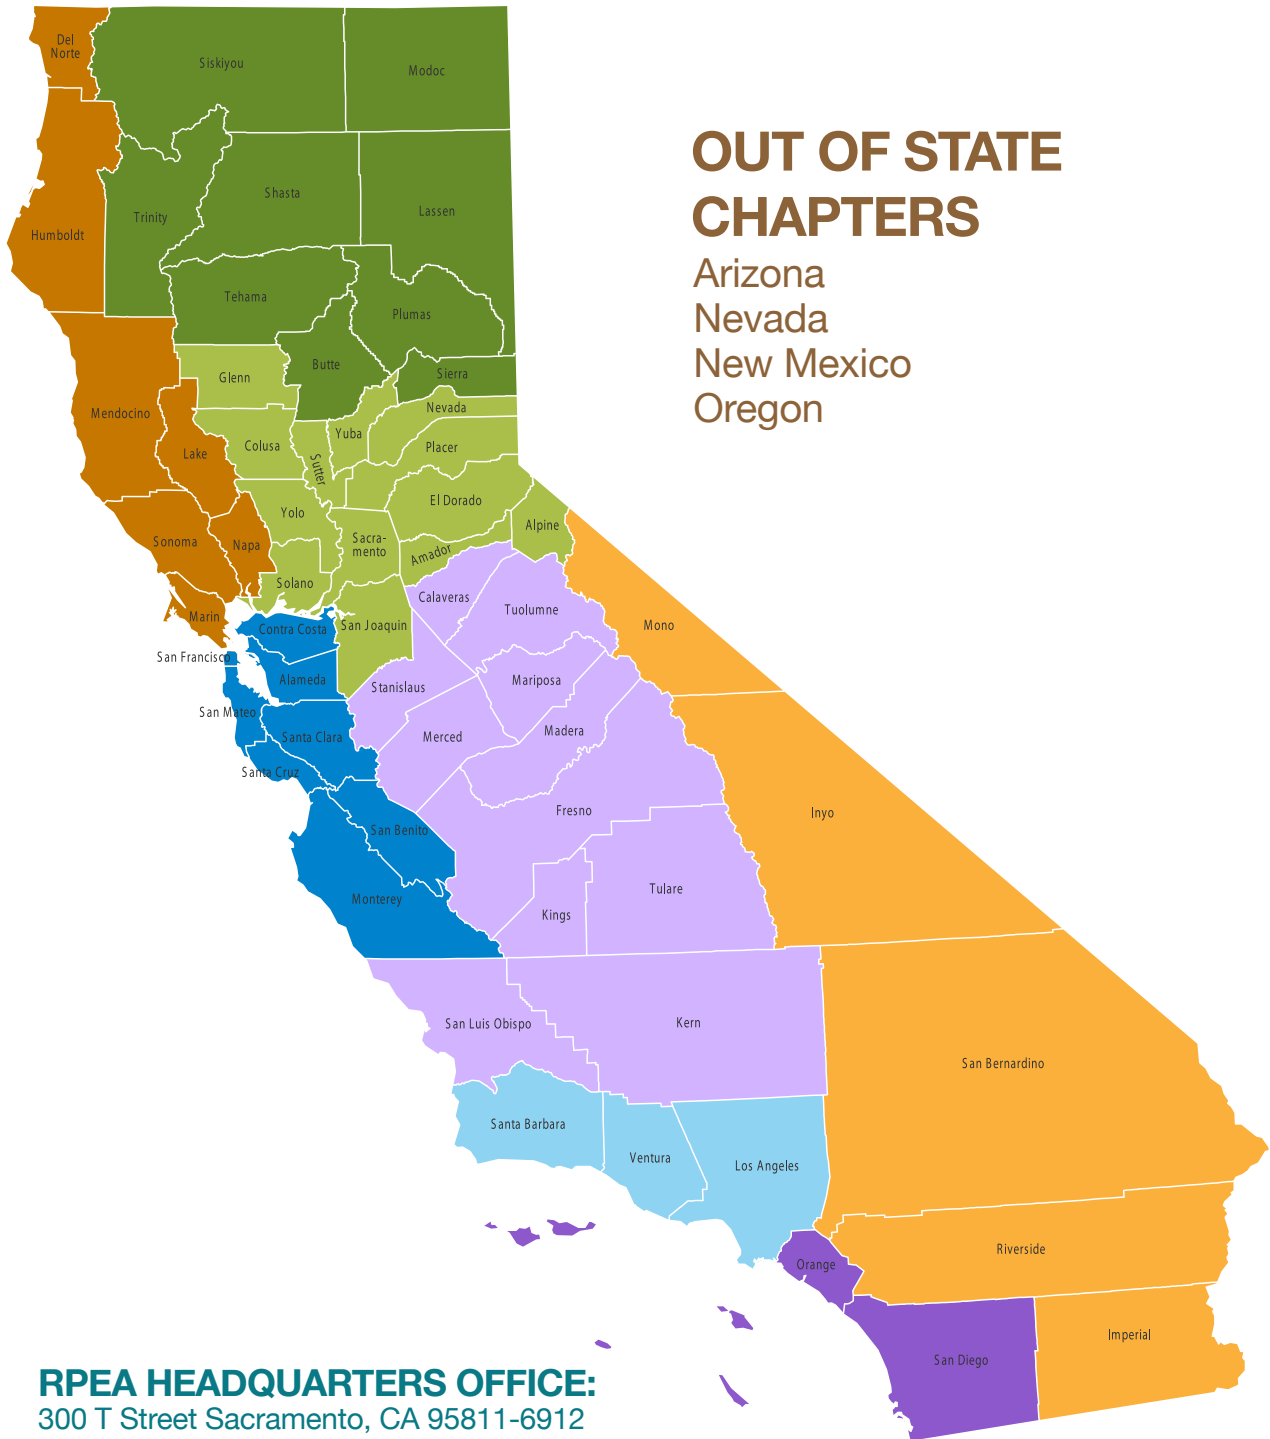 Del
Norte
Siskiyou
Modoc
OUT OF STATE
CHAPTERS
Arizona
Nevada
New Mexico
Oregon
Shasta
Lassen
Trinity
Humboldt
Tehama
Plumas
Butte
Sierra
Glenn
Nevada
Mendocino
Yuba
Colusa
Placer
Lake
Sutter
El Dorado
Yolo
Alpine
Sonoma
Napa
Sacra-
mento
Amador
Solano
Calaveras
Tuolumne
Marin
Contra Costa
San Joaquin
Mono
San Francisco
Alameda
Stanislaus
Mariposa
San Mateo
Santa Clara
Merced
Madera
Santa Cruz
Fresno
Inyo
San Benito
Tulare
Monterey
Kings
San Luis Obispo
Kern
San Bernardino
Santa Barbara
Ventura
Los Angeles
Riverside
Orange
Imperial
San Diego
RPEA HEADQUARTERS OFFICE:
300 T Street Sacramento, CA 95811-6912